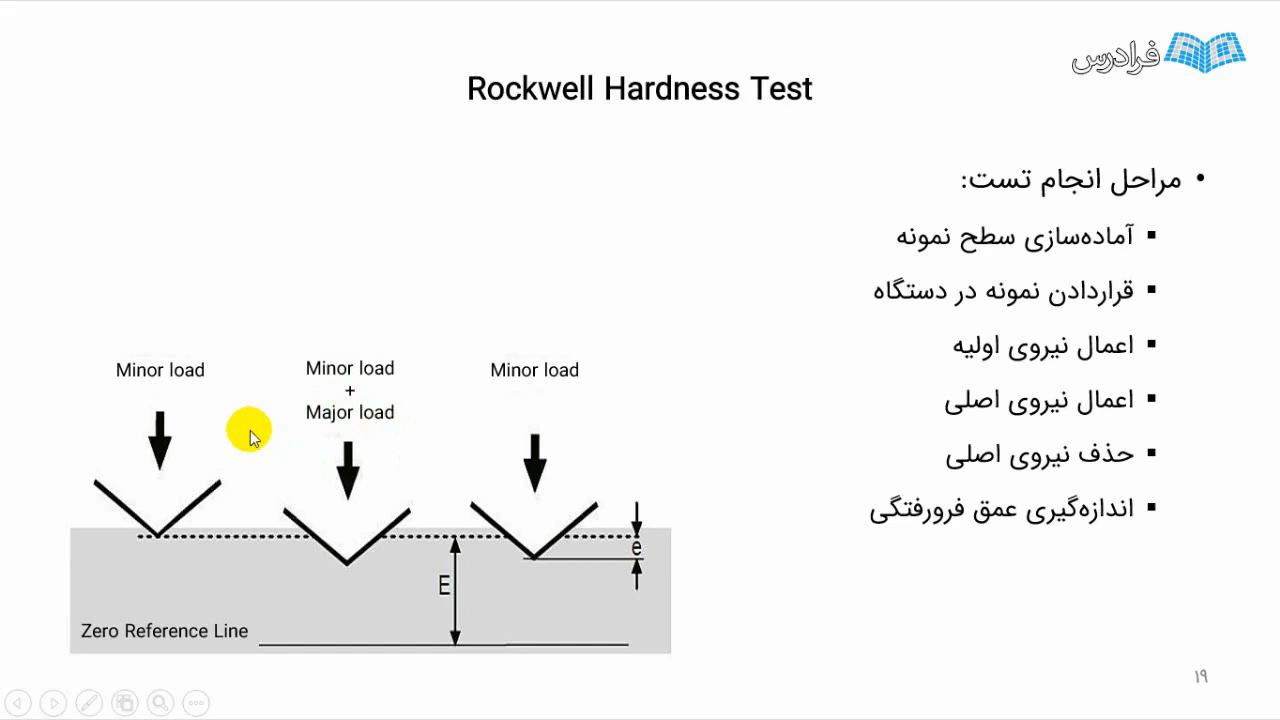 فرادرس
Rockwell Hardness Test
• مراحل انجام تست:
▪ آماده‌سازی سطح نمونه
▪ قراردادن نمونه در دستگاه
▪ اعمال نیروی اولیه
▪ اعمال نیروی اصلی
▪ حذف نیروی اصلی
▪ اندازه‌گیری عمق فرورفتگی
Minor load
Minor load
+
Major load
Minor load
e
E
Zero Reference Line
۱۹